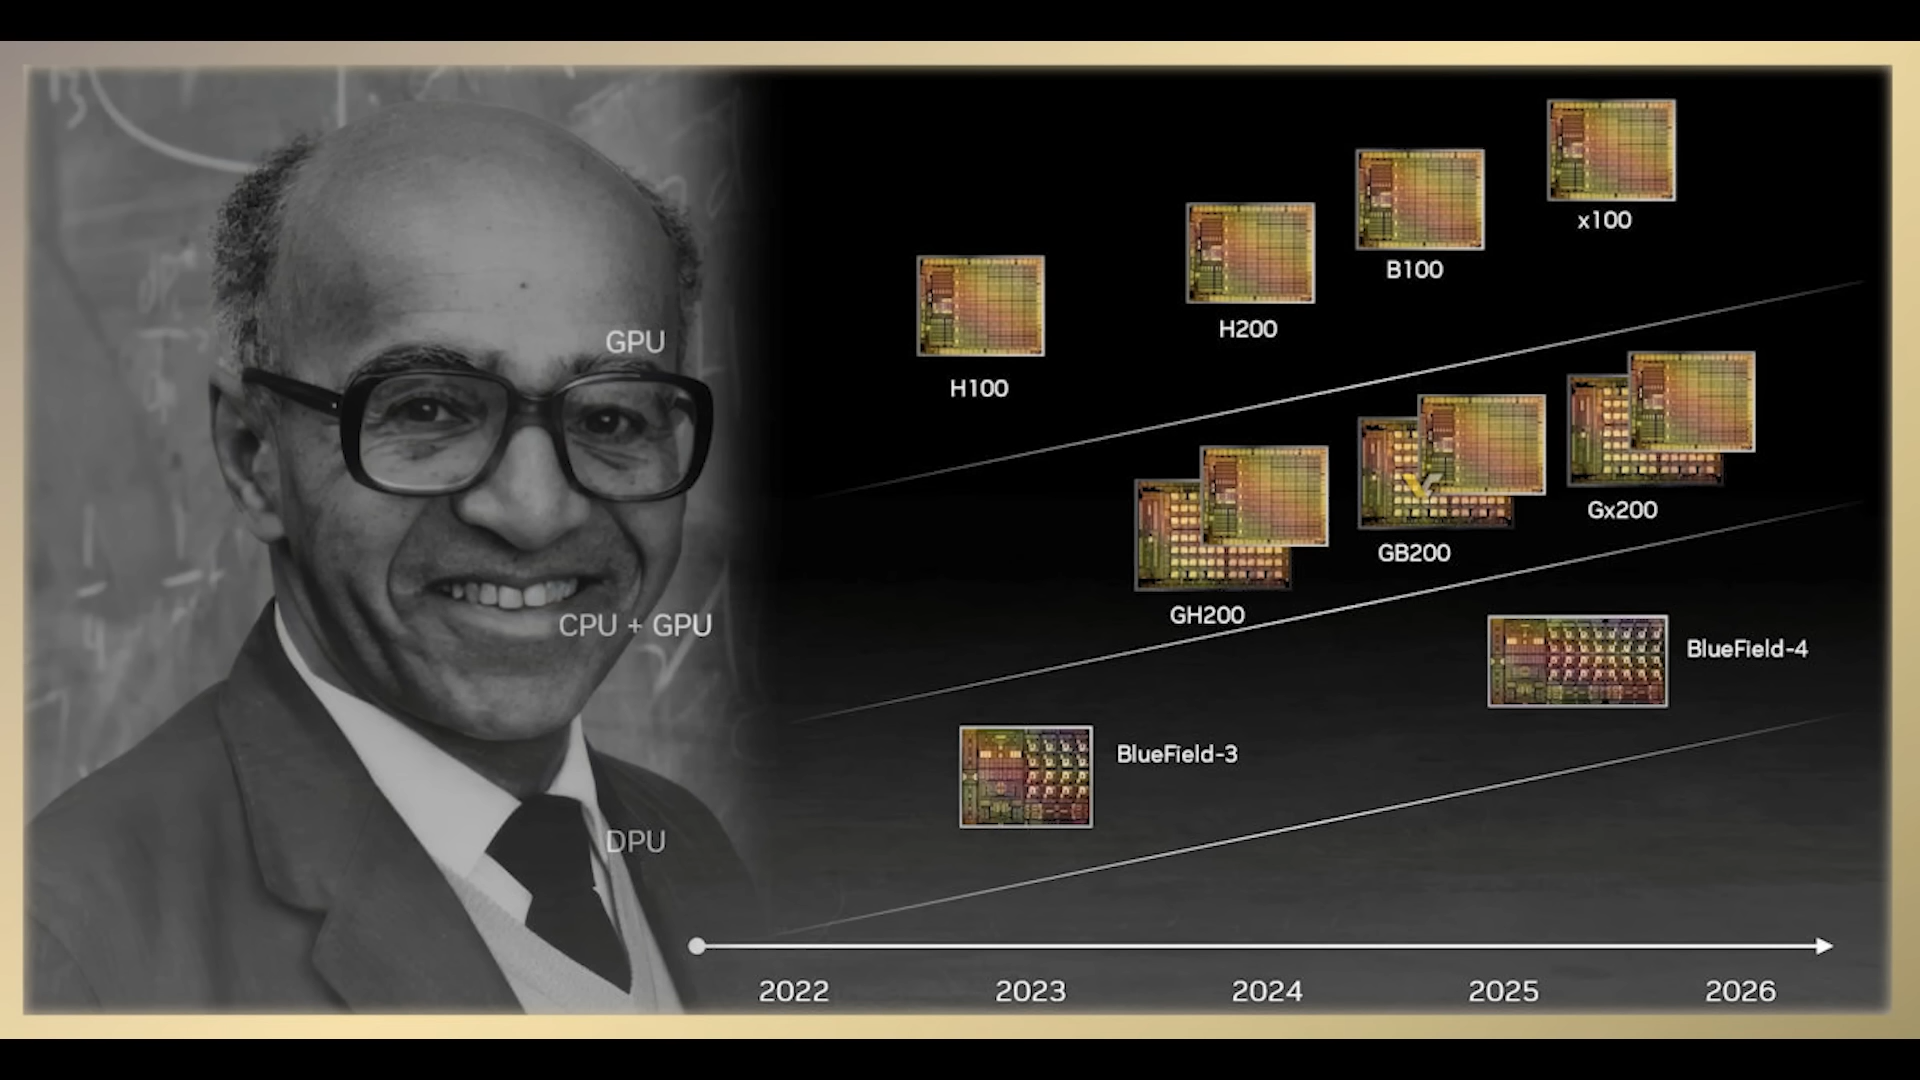 GPU
H100
H200
B100
x100
CPU + GPU
GH200
GB200
Gx200
DPU
BlueField-3
BlueField-4
2022 2023 2024 2025 2026